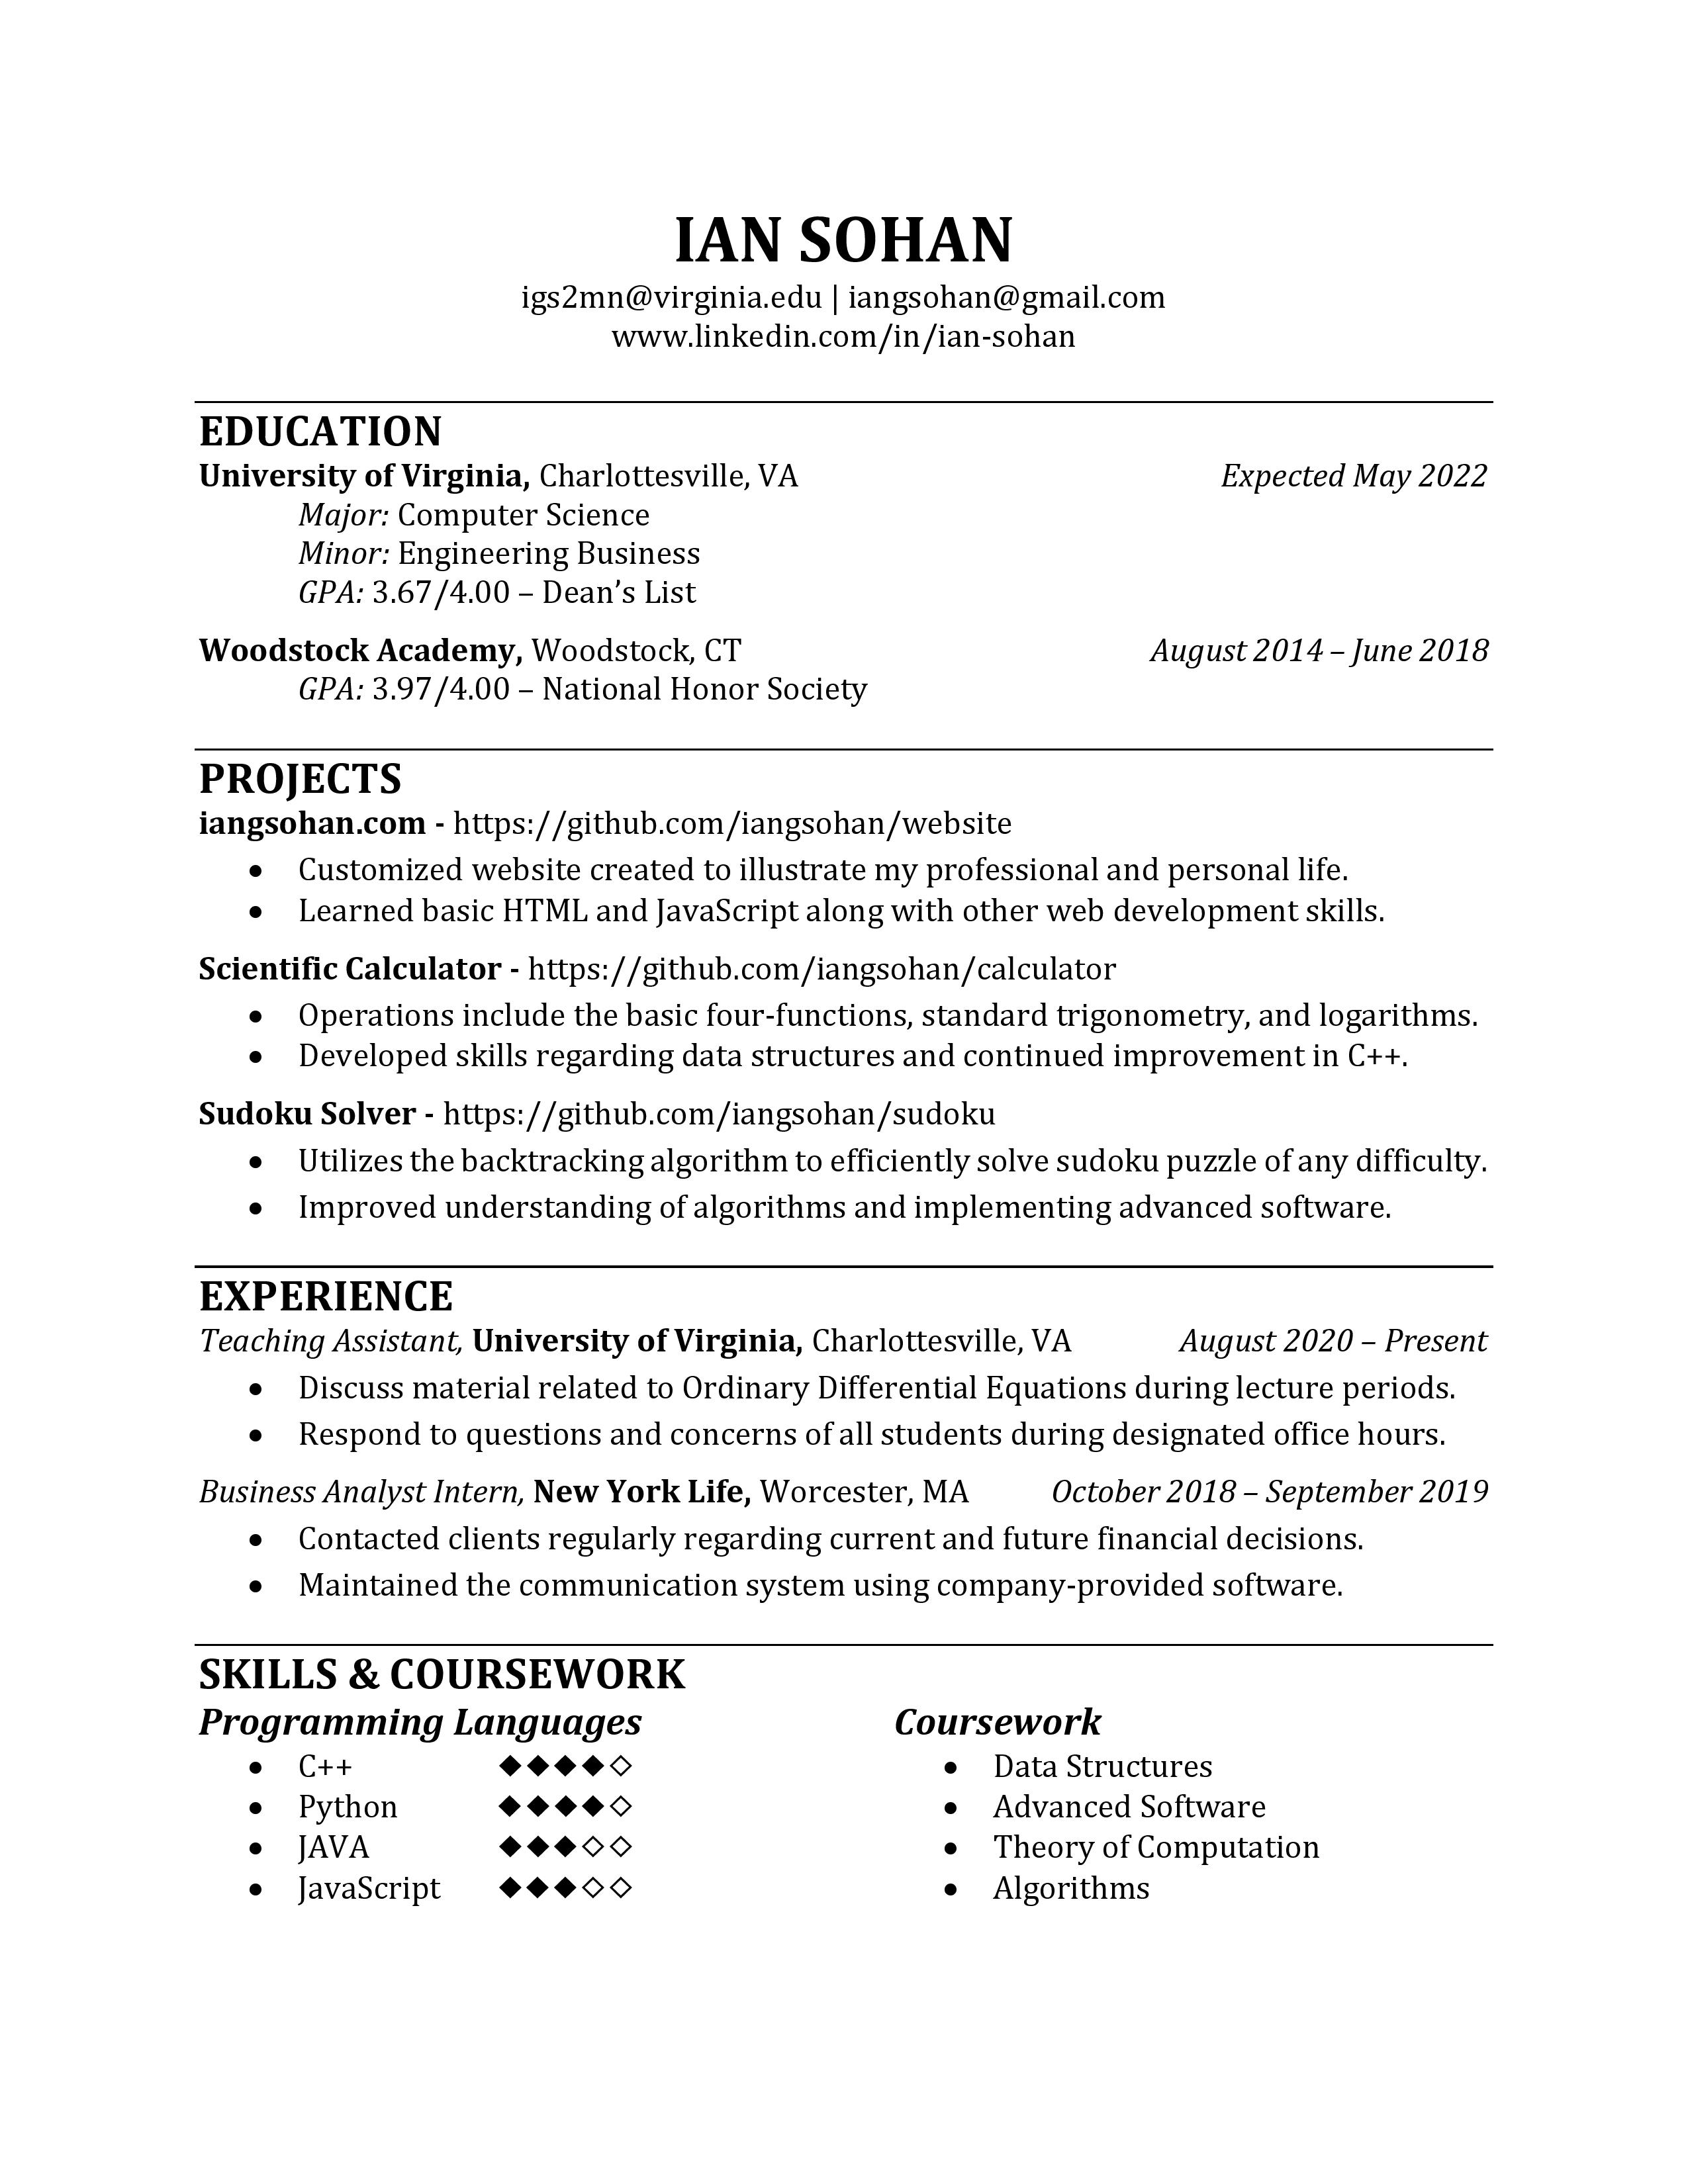 IAN SOHAN
igs2mn@virginia.edu | iangsohan@gmail.com
www.linkedin.com/in/ian-sohan
EDUCATION
University of Virginia, Charlottesville, VA Expected May 2022
Major: Computer Science
Minor: Engineering Business
GPA: 3.67/4.00 – Dean’s List
Woodstock Academy, Woodstock, CT August 2014 – June 2018
GPA: 3.97/4.00 – National Honor Society
PROJECTS
iangsohan.com - https://github.com/iangsohan/website
• Customized website created to illustrate my professional and personal life.
• Learned basic HTML and JavaScript along with other web development skills.
Scientific Calculator - https://github.com/iangsohan/calculator
• Operations include the basic four-functions, standard trigonometry, and logarithms.
• Developed skills regarding data structures and continued improvement in C++.
Sudoku Solver - https://github.com/iangsohan/sudoku
• Utilizes the backtracking algorithm to efficiently solve sudoku puzzle of any difficulty.
• Improved understanding of algorithms and implementing advanced software.
EXPERIENCE
Teaching Assistant, University of Virginia, Charlottesville, VA August 2020 – Present
• Discuss material related to Ordinary Differential Equations during lecture periods.
• Respond to questions and concerns of all students during designated office hours.
Business Analyst Intern, New York Life, Worcester, MA October 2018 – September 2019
• Contacted clients regularly regarding current and future financial decisions.
• Maintained the communication system using company-provided software.
SKILLS & COURSEWORK
Programming Languages
• C++ ◆◆◆◆◇
• Python ◆◆◆◆◇
• JAVA ◆◆◆◇◇
• JavaScript ◆◆◆◇◇
Coursework
• Data Structures
• Advanced Software
• Theory of Computation
• Algorithms